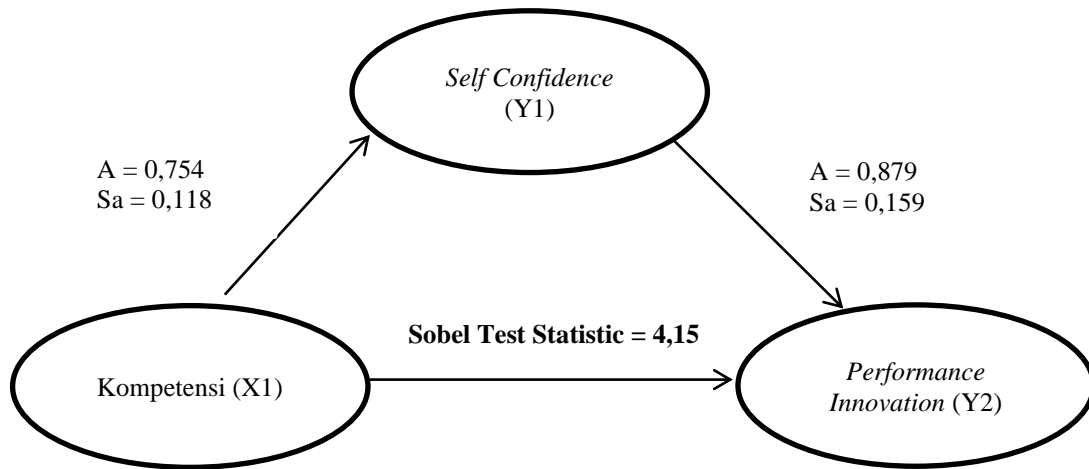 Self Confidence
(Y1)
A = 0,754
Sa = 0,118
A = 0,879
Sa = 0,159
Sobel Test Statistic = 4,15
Kompetensi (X1)
Performance
Innovation (Y2)